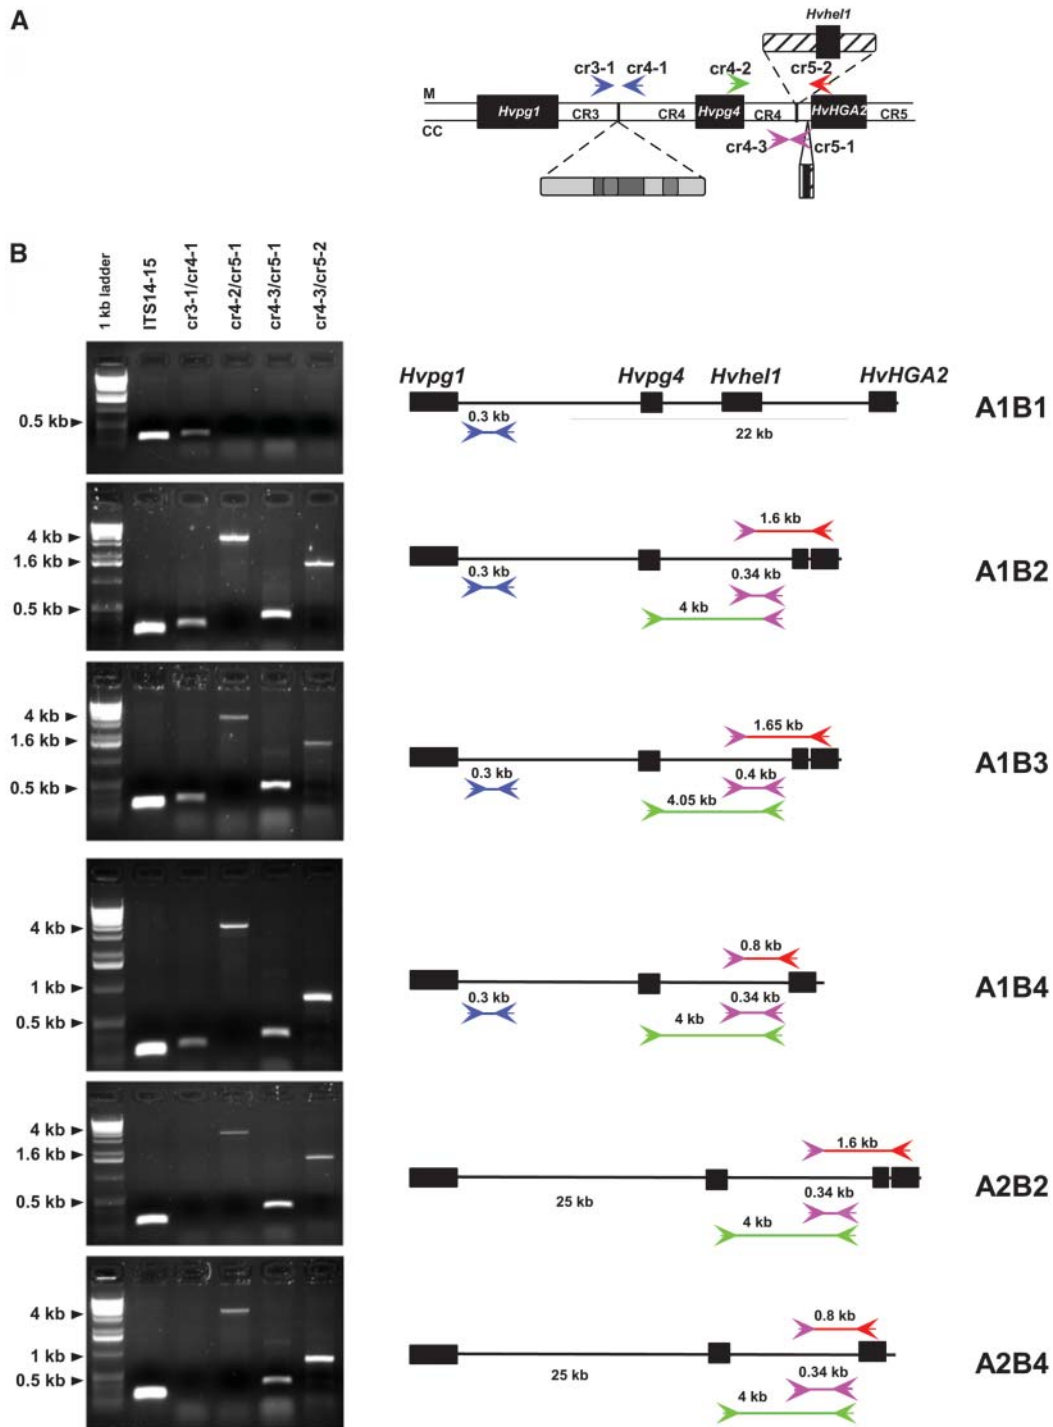 A
Hvhel1
cr3-1 cr4-1 cr4-2 cr5-2
M
Hvpg1 CR3 CR4 Hvpg4 CR4 HvHGA2 CR5
CC
cr4-3 cr5-1
B
1 kb ladder
ITS14-15
cr3-1/cr4-1
cr4-2/cr5-1
cr4-3/cr5-1
cr4-3/cr5-2
0.5 kb
Hvpg1 Hvpg4 Hvhel1 HvHGA2
0.3 kb
22 kb
A1B1
4 kb
1.6 kb
0.5 kb
1.6 kb
0.3 kb
0.34 kb
4 kb
A1B2
4 kb
1.6 kb
0.5 kb
1.65 kb
0.3 kb
0.4 kb
4.05 kb
A1B3
4 kb
1 kb
0.5 kb
0.8 kb
0.3 kb
0.34 kb
4 kb
A1B4
4 kb
1.6 kb
0.5 kb
1.6 kb
25 kb
0.34 kb
4 kb
A2B2
4 kb
1 kb
0.5 kb
0.8 kb
25 kb
0.34 kb
4 kb
A2B4